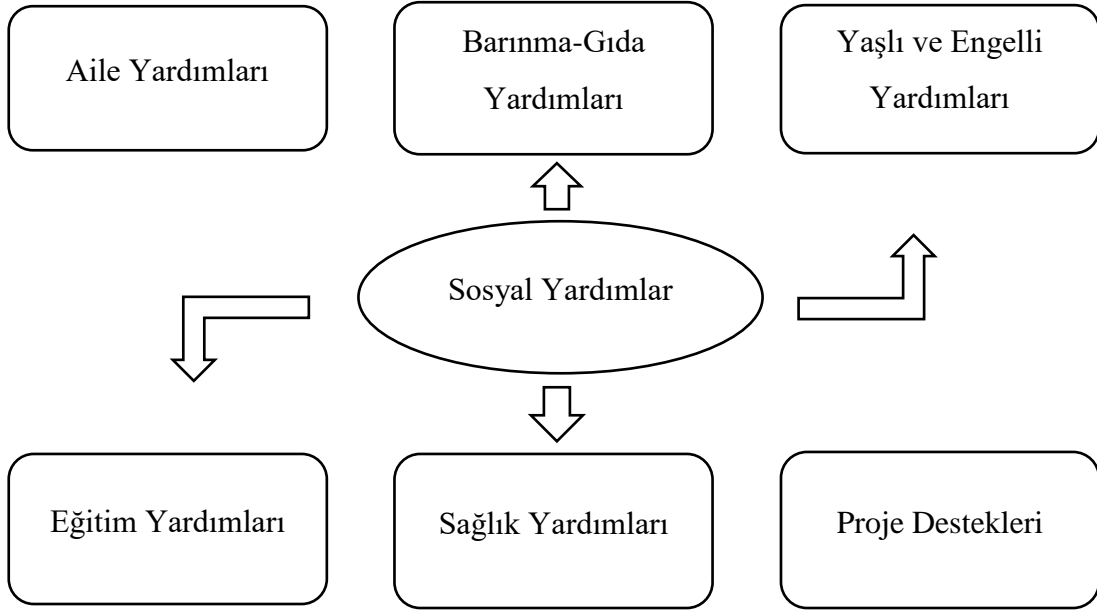 Aile Yardımları
Barınma-Gıda
Yardımları
Yaşlı ve Engelli
Yardımları
Sosyal Yardımlar
Eğitim Yardımları
Sağlık Yardımları
Proje Destekleri